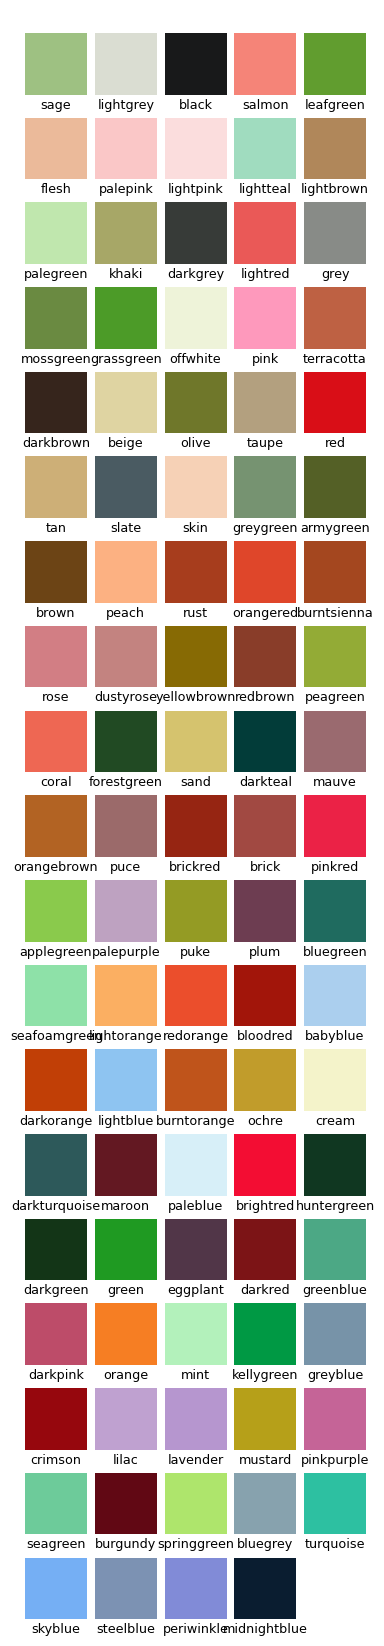 sage lightgrey black salmon leafgreen
flesh palepink lightpink lightteal lightbrown
palegreen khaki darkgrey lightred grey
mossgreen grassgreen offwhite pink terracotta
darkbrown beige olive taupe red
tan slate skin greygreen armygreen
brown peach rust orangered burntsienna
rose dustyrose yellowbrown redbrown peagreen
coral forestgreen sand darkteal mauve
orangebrown puce brickred brick pinkred
applegreen palepurple puke plum bluegreen
seafoamgreen lightorange redorange bloodred babyblue
darkorange lightblue burntorange ochre cream
darkturquoise maroon paleblue brightred huntergreen
darkgreen green eggplant darkred greenblue
darkpink orange mint kellygreen greyblue
crimson lilac lavender mustard pinkpurple
seagreen burgundy springgreen bluegrey turquoise
skyblue steelblue periwinkle midnightblue